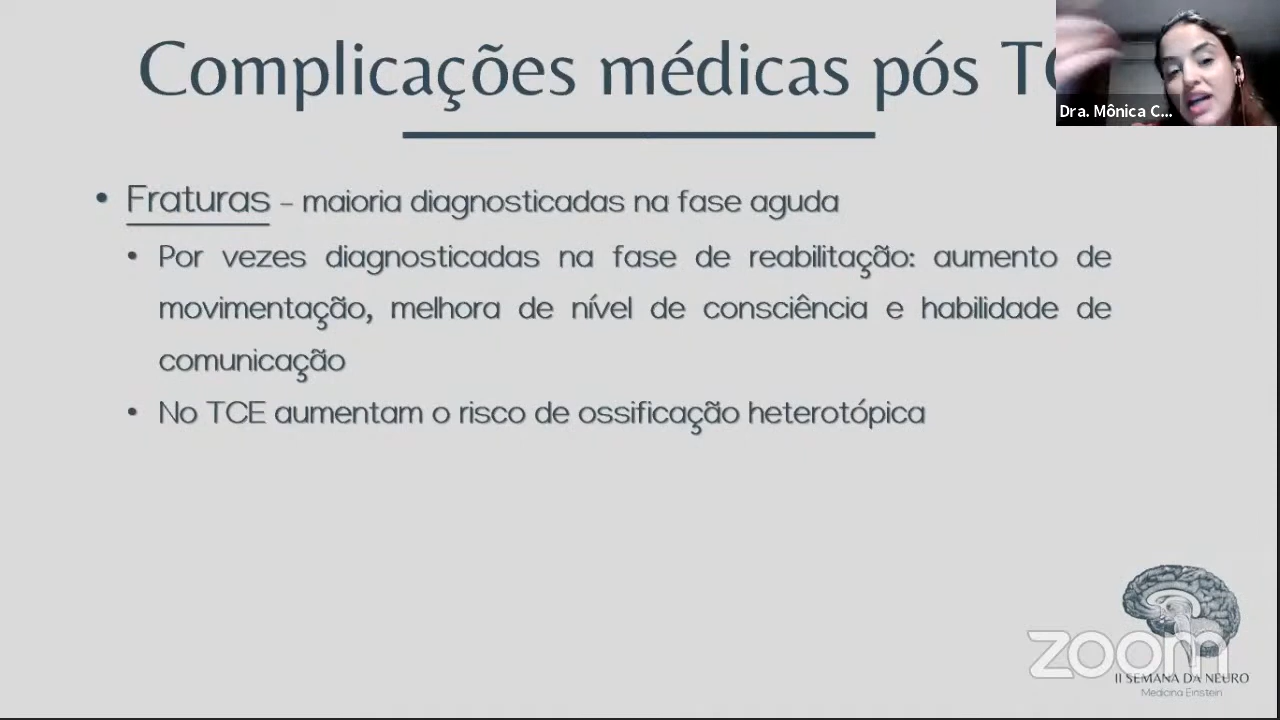 Complicações médicas pós TC
Dra. Mônica C...
• Fraturas – maioria diagnosticadas na fase aguda
• Por vezes diagnosticadas na fase de reabilitação: aumento de
movimentação, melhora de nível de consciência e habilidade de
comunicação
• No TCE aumentam o risco de ossificação heterotópica
zoom
II SEMANA DA NEURO
Medicina Einstein